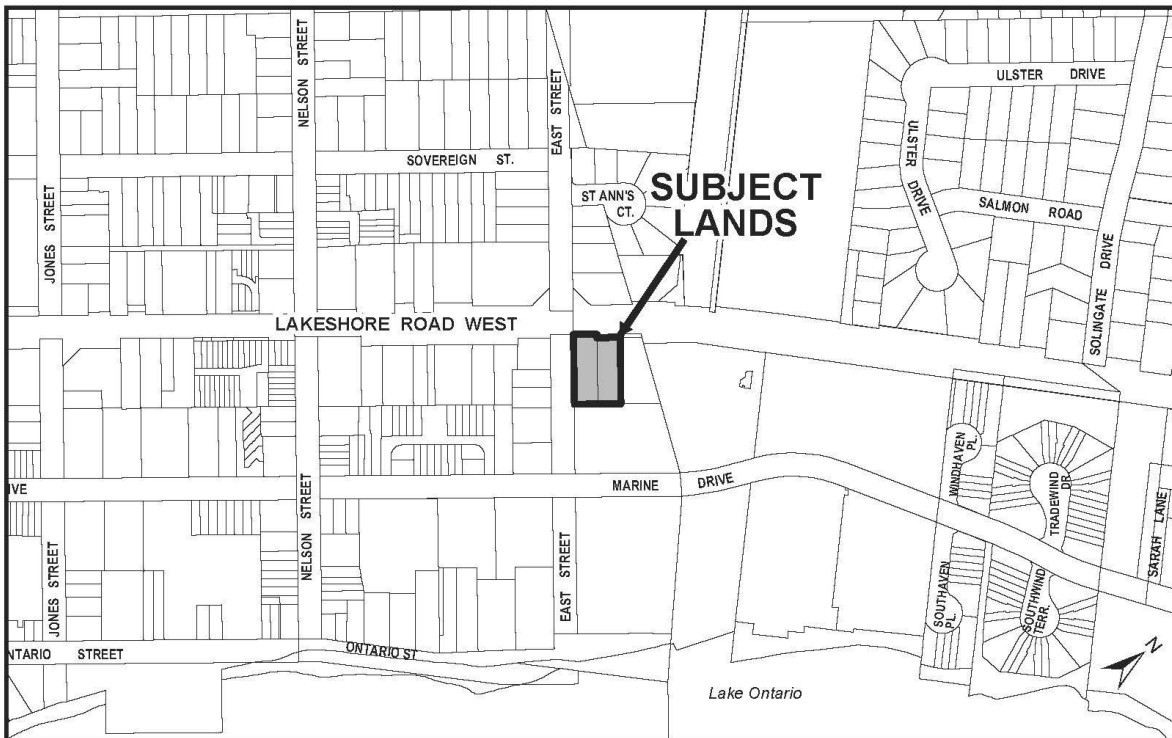 NELSON STREET
EAST STREET
ULSTER DRIVE
ULSTER DRIVE
SOVEREIGN ST.
JONES STREET
ST ANN'S
CT.
SUBJECT
LANDS
SALMON ROAD
SOLINGATE DRIVE
LAKESHORE ROAD WEST
WINDHAVEN
PL.
TRADEWIND
DR.
IVE
MARINE DRIVE
NELSON STREET
SARAH LANE
JONES STREET
EAST STREET
SOUTHAVEN
PL.
SOUTHWIND
TERR.
NTARIO STREET
ONTARIO ST
N
Lake Ontario